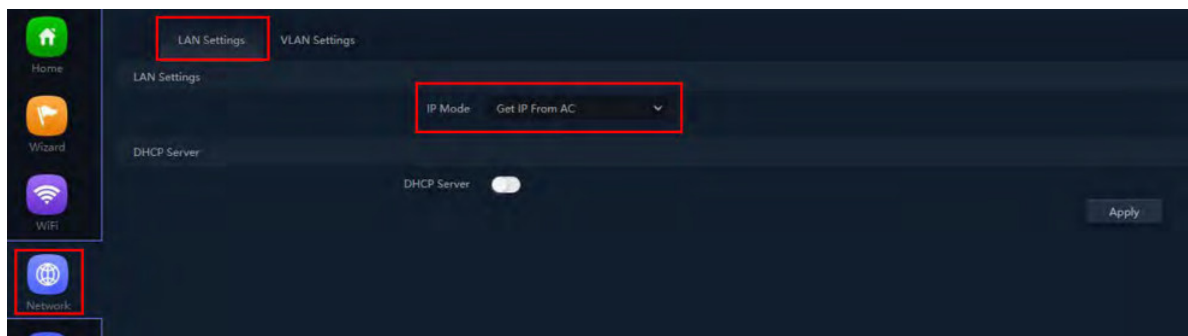 LAN Settings VLAN Settings
Home
LAN Settings
IP Mode Get IP From AC
Wizard
DHCP Server
DHCP Server
WiFi
Apply
Network